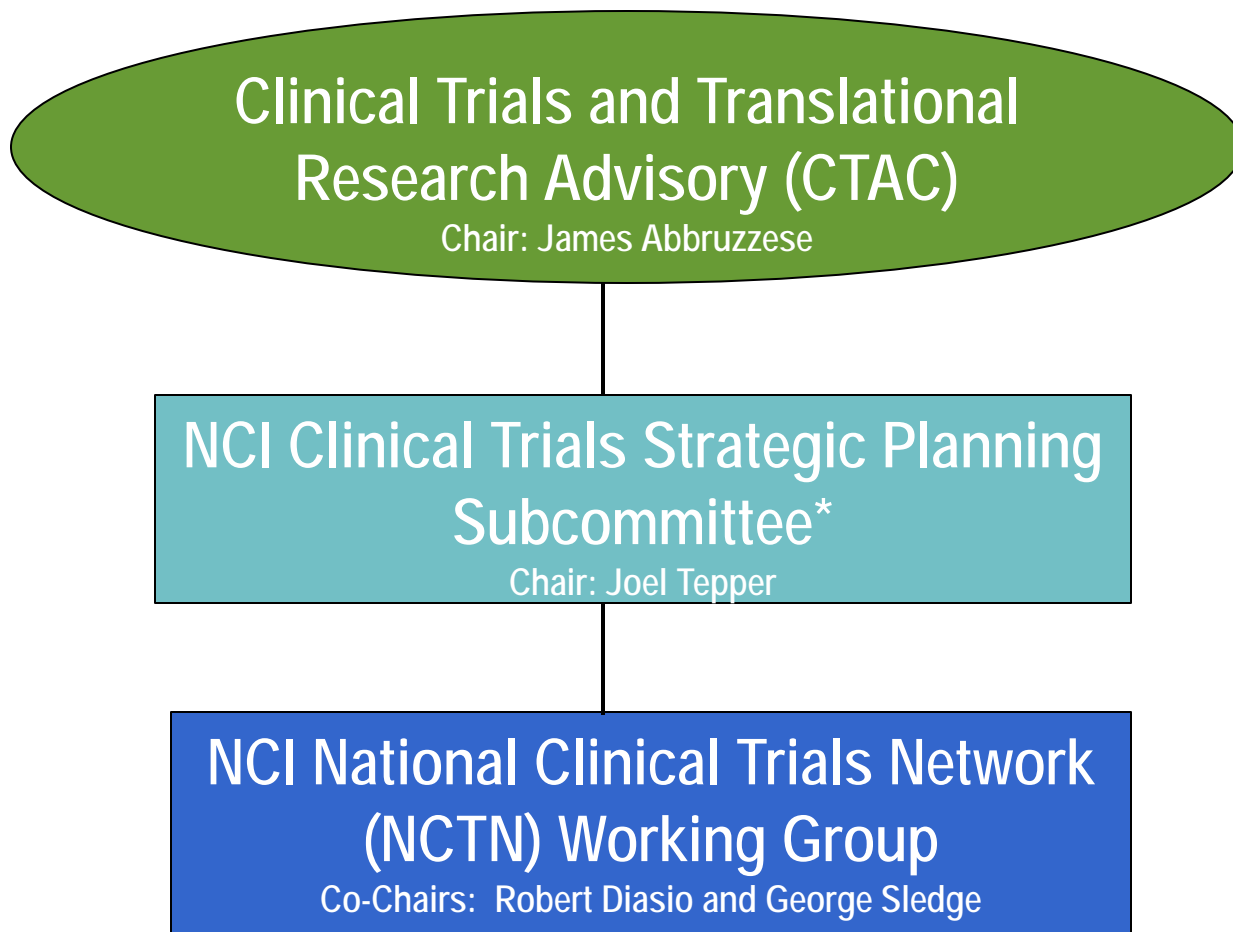 Clinical Trials and Translational
Research Advisory (CTAC)
Chair: James Abbruzzese
NCI Clinical Trials Strategic Planning
Subcommittee*
Chair: Joel Tepper
NCI National Clinical Trials Network
(NCTN) Working Group
Co-Chairs:  Robert Diasio and George Sledge